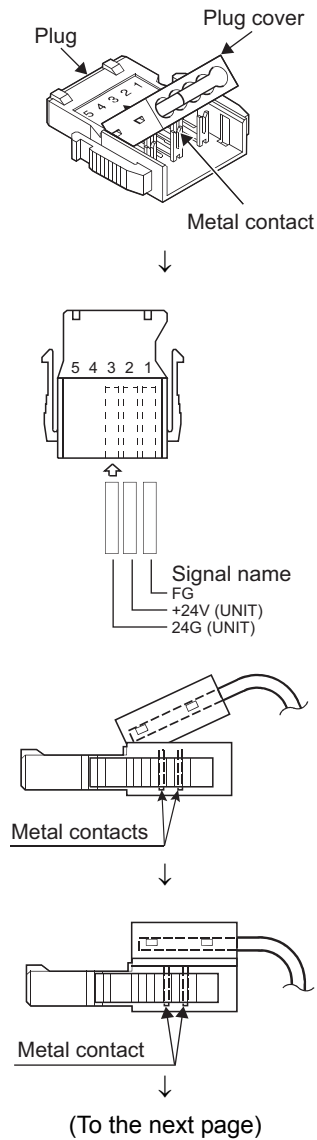 Plug cover
Plug
5 4 3 2 1
Metal contact
↓
5 4 3 2 1
Signal name
FG
+24V (UNIT)
24G (UNIT)
Metal contacts
↓
Metal contact
↓
(To the next page)